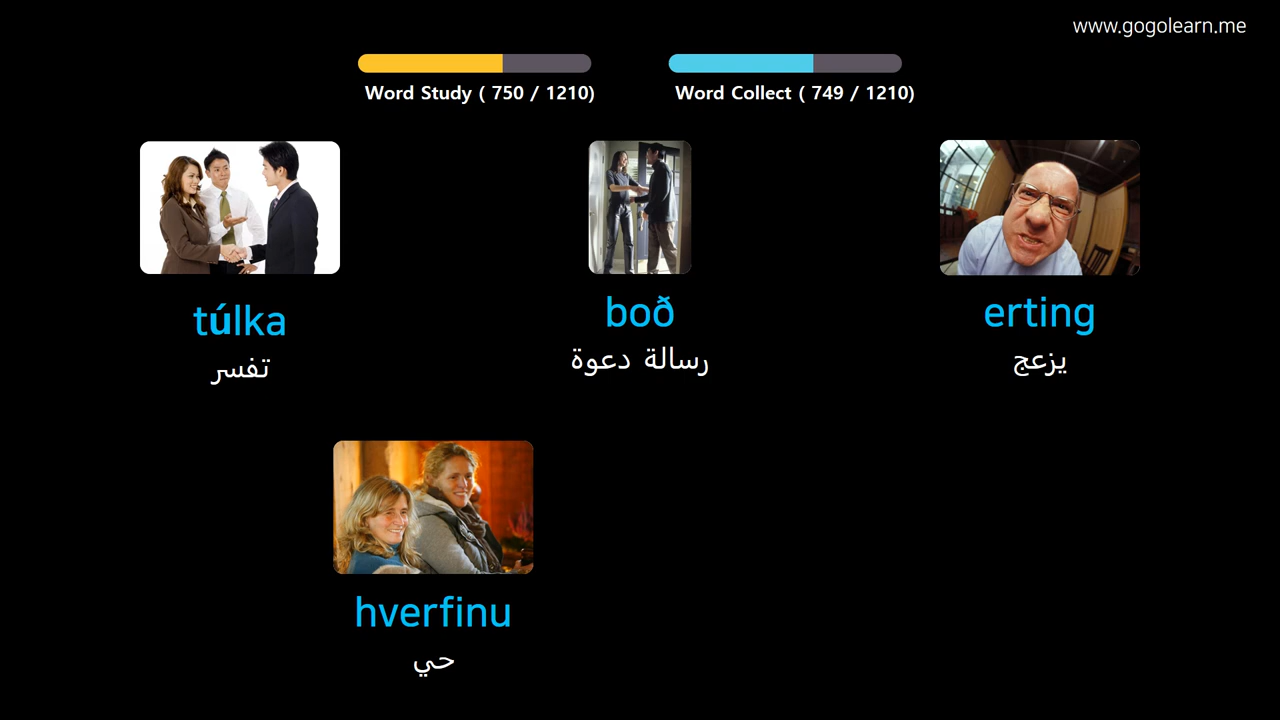 www.gogolearn.me
Word Study ( 750 / 1210)
Word Collect ( 749 / 1210)
túlka
تفسر
boð
رسالة دعوة
erting
يزعج
hverfinu
حي